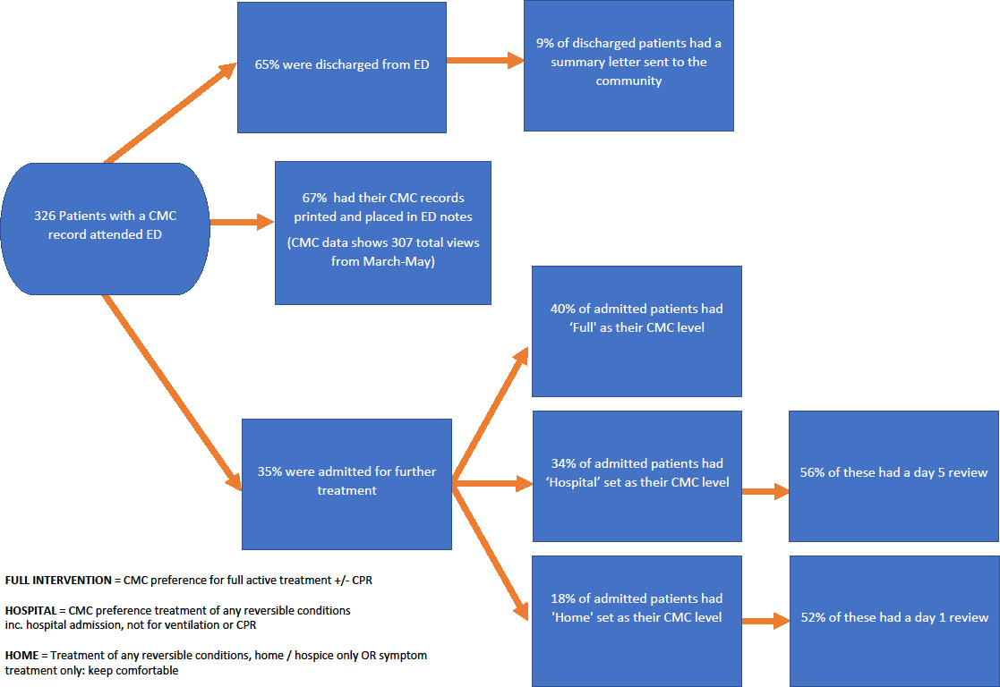 65% were discharged from ED
9% of discharged patients had a
summary letter sent to the
community
326 Patients with a CMC
record attended ED
67%  had their CMC records
printed and placed in ED notes
(CMC data shows 307 total views
from March-May)
40% of admitted patients had
‘Full' as their CMC level
35% were admitted for further
treatment
34% of admitted patients had
‘Hospital’ set as their CMC level
56% of these had a day 5 review
18% of admitted patients had
'Home' set as their CMC level
52% of these had a day 1 review
FULL INTERVENTION = CMC preference for full active treatment +/- CPR
HOSPITAL = CMC preference treatment of any reversible conditions
inc. hospital admission, not for ventilation or CPR
HOME = Treatment of any reversible conditions, home / hospice only OR symptom
treatment only: keep comfortable